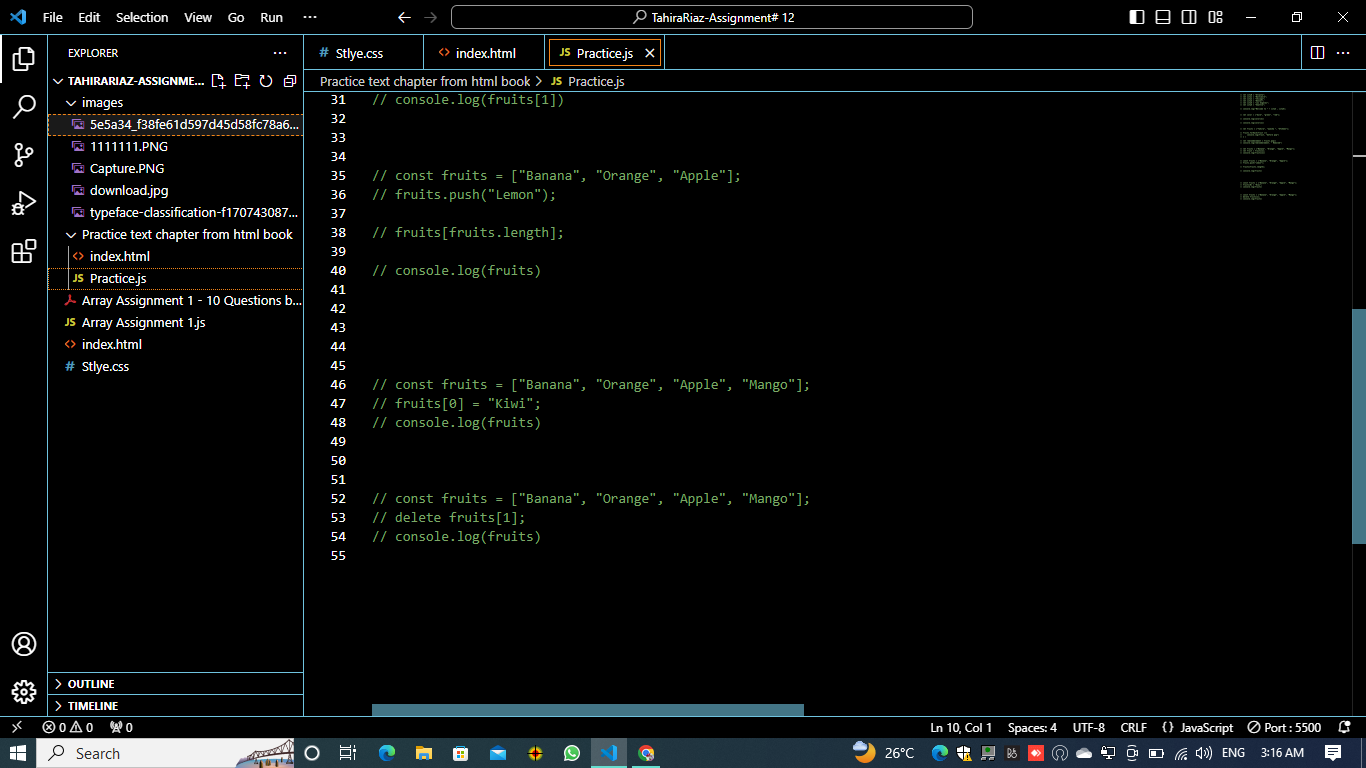 File Edit Selection View Go Run ···
TahiraRiaz-Assignment# 12
EXPLORER
TAHIRARIAZ-ASSIGNME...
images
5e5a34_f38fe61d597d45d58fc78a6...
1111111.PNG
Capture.PNG
download.jpg
typeface-classification-f170743087...
Practice text chapter from html book
<> index.html
JS Practice.js
Array Assignment 1 - 10 Questions b...
JS Array Assignment 1.js
<> index.html
# Stlye.css
OUTLINE
TIMELINE
# Stlye.css
<> index.html
JS Practice.js
Practice text chapter from html book > JS Practice.js
31 // console.log(fruits[1])
32
33
34
35 // const fruits = ["Banana", "Orange", "Apple"];
36 // fruits.push("Lemon");
37
38 // fruits[fruits.length];
39
40 // console.log(fruits)
41
42
43
44
45
46 // const fruits = ["Banana", "Orange", "Apple", "Mango"];
47 // fruits[0] = "Kiwi";
48 // console.log(fruits)
49
50
51
52 // const fruits = ["Banana", "Orange", "Apple", "Mango"];
53 // delete fruits[1];
54 // console.log(fruits)
55
0 0 0 Ln 10, Col 1 Spaces: 4 UTF-8 CRLF {} JavaScript Port : 5500
Search 26°C ENG 3:16 AM